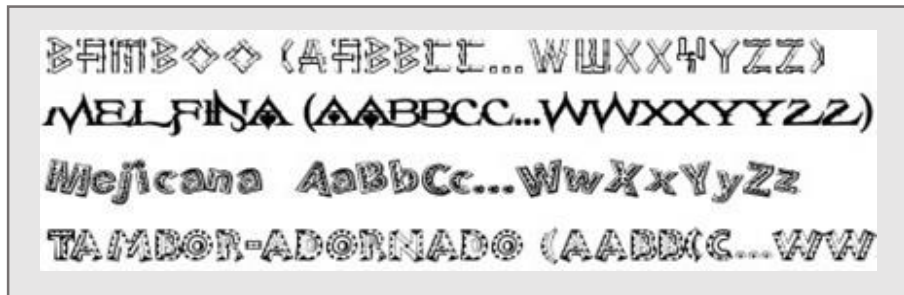 BAMBOO (AABBCC...WWXXYYZZ)
MELFINA (AABBCC...WWXXYYZZ)
Mejicana AaBbCc...WwXxYyZz
TAMBOR-ADORNADO (AABBCC...WW